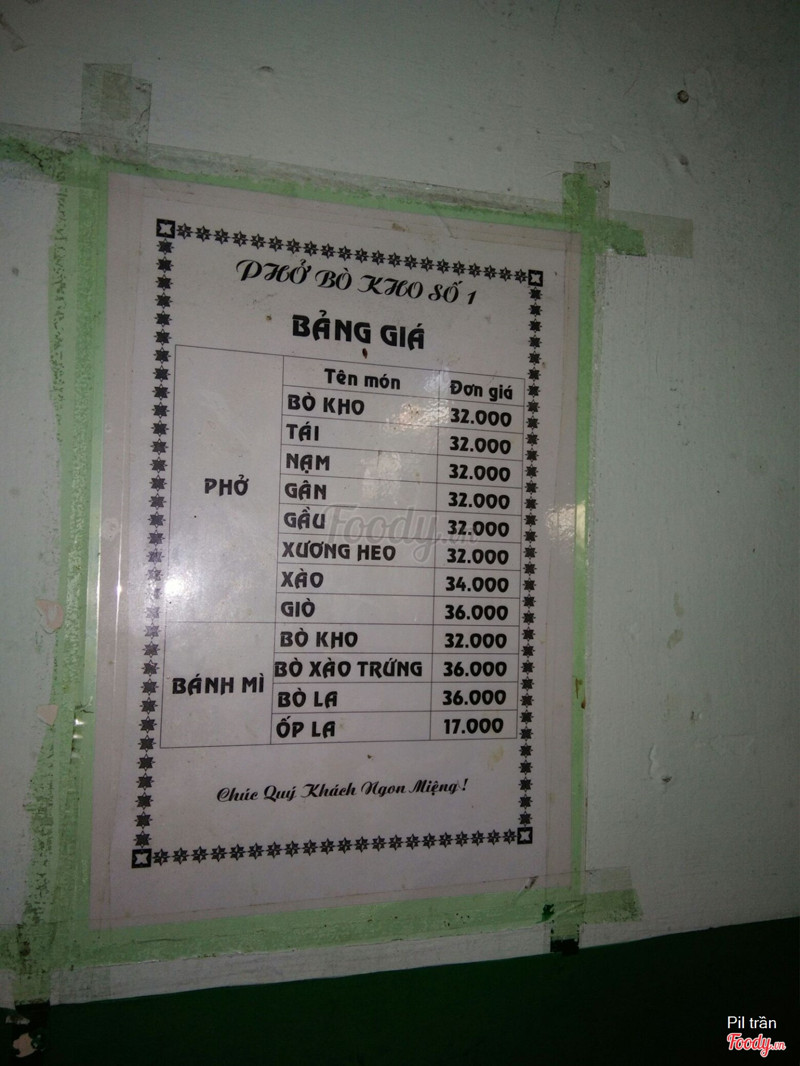 PHỞ BÒ KHO SỐ 1
BẢNG GIÁ
Tên món Đơn giá
PHỞ
BÒ KHO 32.000
TÁI 32.000
NẠM 32.000
GÂN 32.000
GẦU 32.000
XƯƠNG HEO 32.000
XÀO 34.000
GIÒ 36.000
BÁNH MÌ
BÒ KHO 32.000
BÒ XÀO TRỨNG 36.000
BÒ LA 36.000
ỐP LA 17.000
Chúc Quý Khách Ngon Miệng !
Foody.vn
Pil trần
Foody.vn